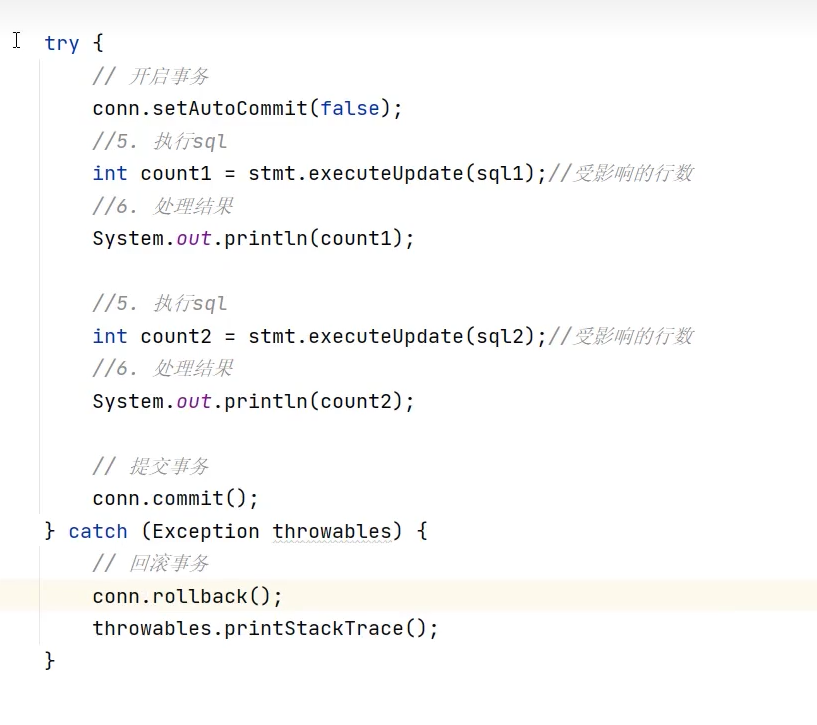 try {
// 开启事务
conn.setAutoCommit(false);
//5. 执行sql
int count1 = stmt.executeUpdate(sql1);//受影响的行数
//6. 处理结果
System.out.println(count1);
//5. 执行sql
int count2 = stmt.executeUpdate(sql2);//受影响的行数
//6. 处理结果
System.out.println(count2);
// 提交事务
conn.commit();
} catch (Exception throwables) {
// 回滚事务
conn.rollback();
throwables.printStackTrace();
}